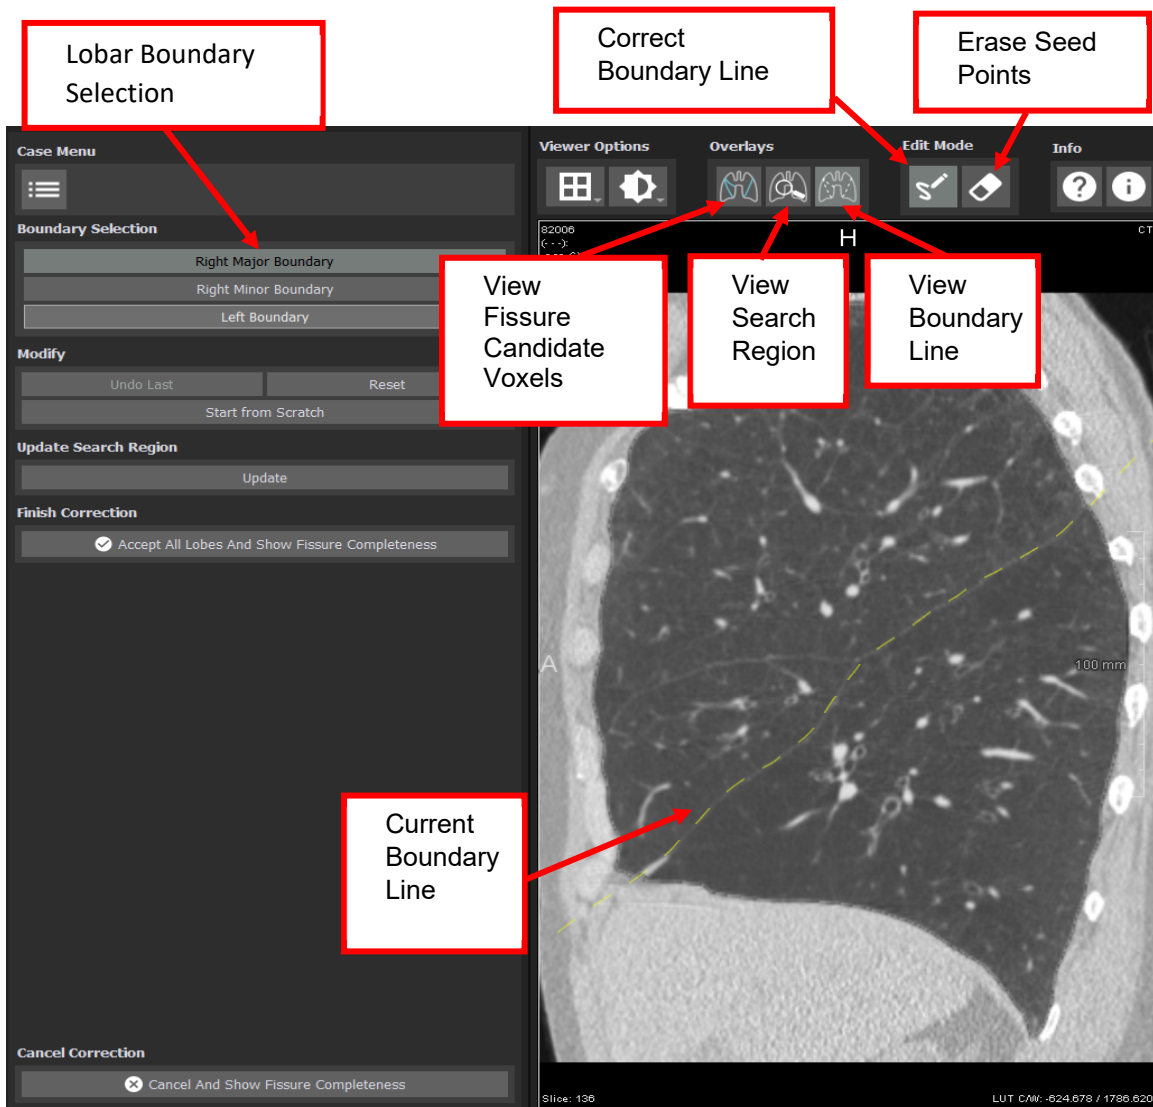 Lobar Boundary
Selection
Correct
Boundary Line
Erase Seed
Points
Case Menu
Viewer Options
Overlays
Edit Mode
Info
Boundary Selection
Right Major Boundary
Right Minor Boundary
Left Boundary
Modify
Undo Last
Reset
Start from Scratch
Update Search Region
Update
Finish Correction
Accept All Lobes And Show Fissure Completeness
82006
(- - -):
H
CT
View
Fissure
Candidate
Voxels
View
Search
Region
View
Boundary
Line
A
100 mm
Current
Boundary
Line
Cancel Correction
Cancel And Show Fissure Completeness
Slice: 136
LUT C/W: -624.678 / 1786.620